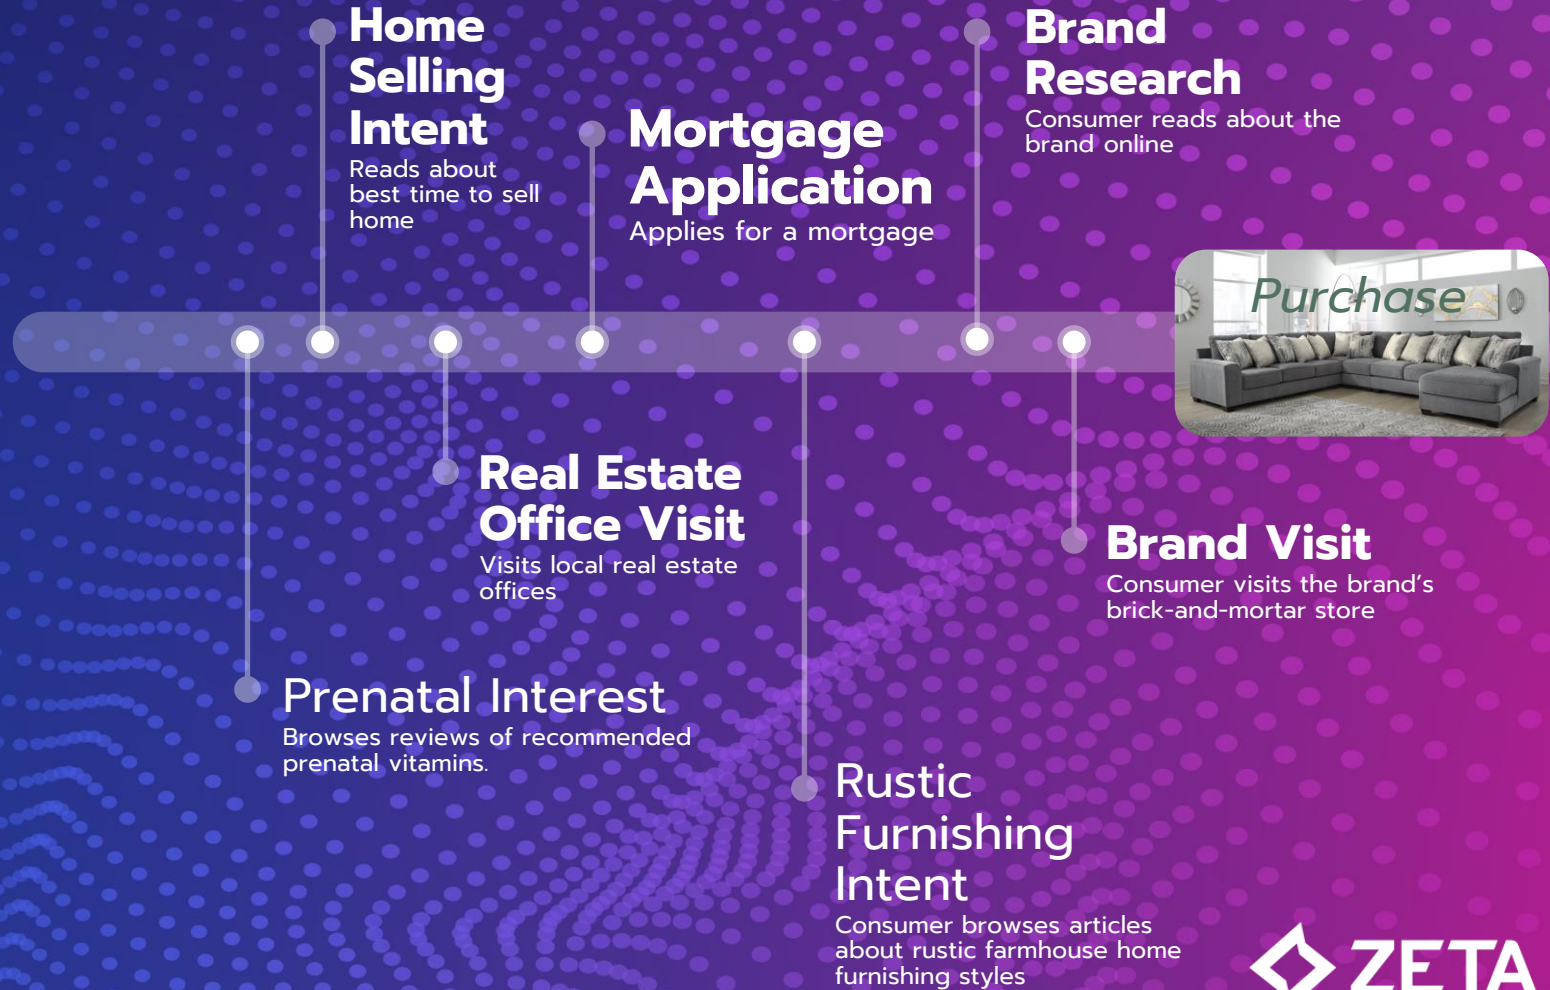 Home
Selling
Intent
Reads about
best time to sell
home
Mortgage
Application
Applies for a mortgage
Brand
Research
Consumer reads about the
brand online
Purchase
Real Estate
Office Visit
Visits local real estate
offices
Brand Visit
Consumer visits the brand’s
brick-and-mortar store
Prenatal Interest
Browses reviews of recommended
prenatal vitamins.
Rustic
Furnishing
Intent
Consumer browses articles
about rustic farmhouse home
furnishing styles
ZETA